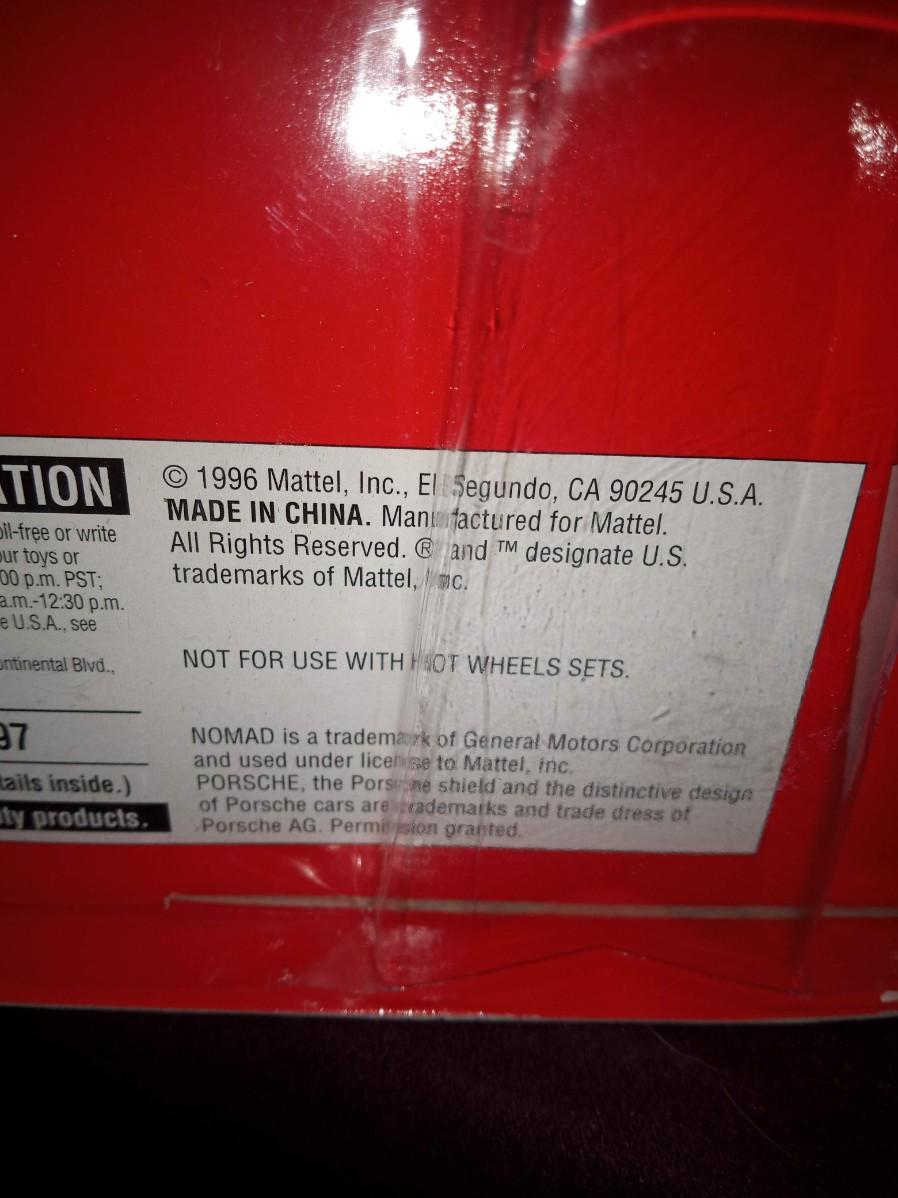 ATION
© 1996 Mattel, Inc., El Segundo, CA 90245 U.S.A.
MADE IN CHINA. Manufactured for Mattel.
All Rights Reserved. ® and ™ designate U.S.
trademarks of Mattel, Inc.
NOT FOR USE WITH HOT WHEELS SETS.
NOMAD is a trademark of General Motors Corporation
and used under license to Mattel, Inc.
PORSCHE, the Porsche shield and the distinctive design
of Porsche cars are trademarks and trade dress of
Porsche AG. Permission granted.
oll-free or write
our toys or
00 p.m. PST;
a.m.-12:30 p.m.
e U.S.A., see
ontinental Blvd.,
97
tails inside.)
ity products.